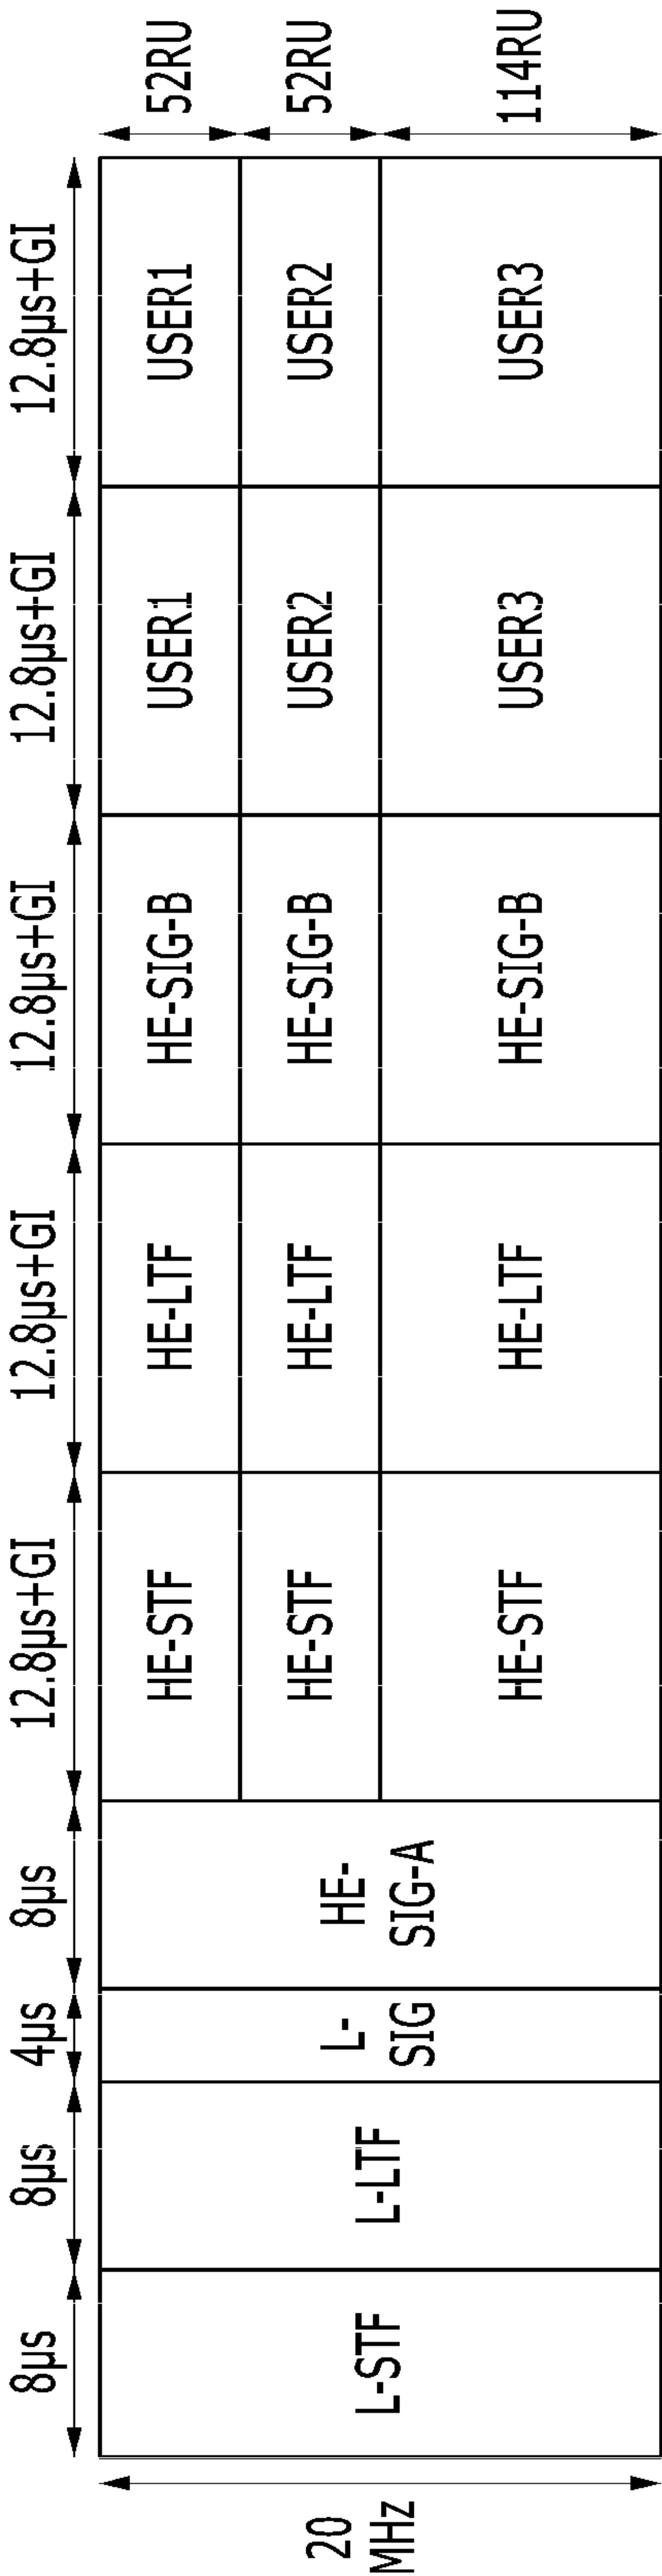 8μs
8μs
4μs
8μs
12.8μs+GI
12.8μs+GI
12.8μs+GI
12.8μs+GI
12.8μs+GI
20
MHz
L-STF
L-LTF
L-
SIG
HE-
SIG-A
HE-STF
HE-LTF
HE-SIG-B
USER1
USER1
52RU
HE-STF
HE-LTF
HE-SIG-B
USER2
USER2
52RU
HE-STF
HE-LTF
HE-SIG-B
USER3
USER3
114RU